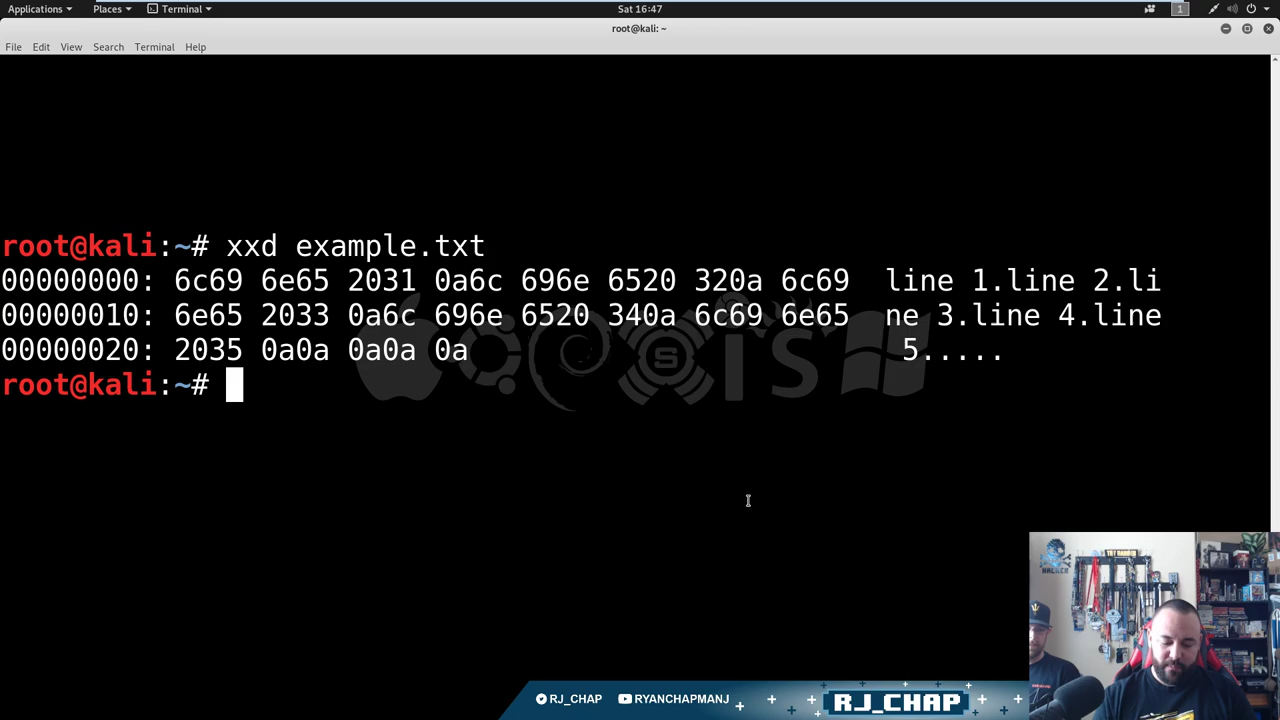 Applications Places Terminal Sat 16:47 1
root@kali: ~
File Edit View Search Terminal Help
root@kali:~# xxd example.txt
00000000: 6c69 6e65 2031 0a6c 696e 6520 320a 6c69  line 1.line 2.li
00000010: 6e65 2033 0a6c 696e 6520 340a 6c69 6e65  ne 3.line 4.line
00000020: 2035 0a0a 0a0a 0a  5.....
root@kali:~#
RJ_CHAP RYANCHAPMANJ RJ_CHAP